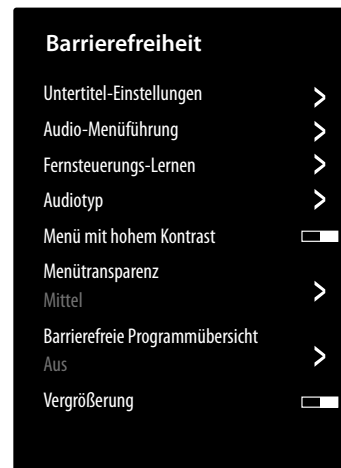 Barrierefreiheit
Untertitel-Einstellungen
Audio-Menüführung
Fernsteuerungs-Lernen
Audiotyp
Menü mit hohem Kontrast
Menütransparenz
Mittel
Barrierefreie Programmübersicht
Aus
Vergrößerung